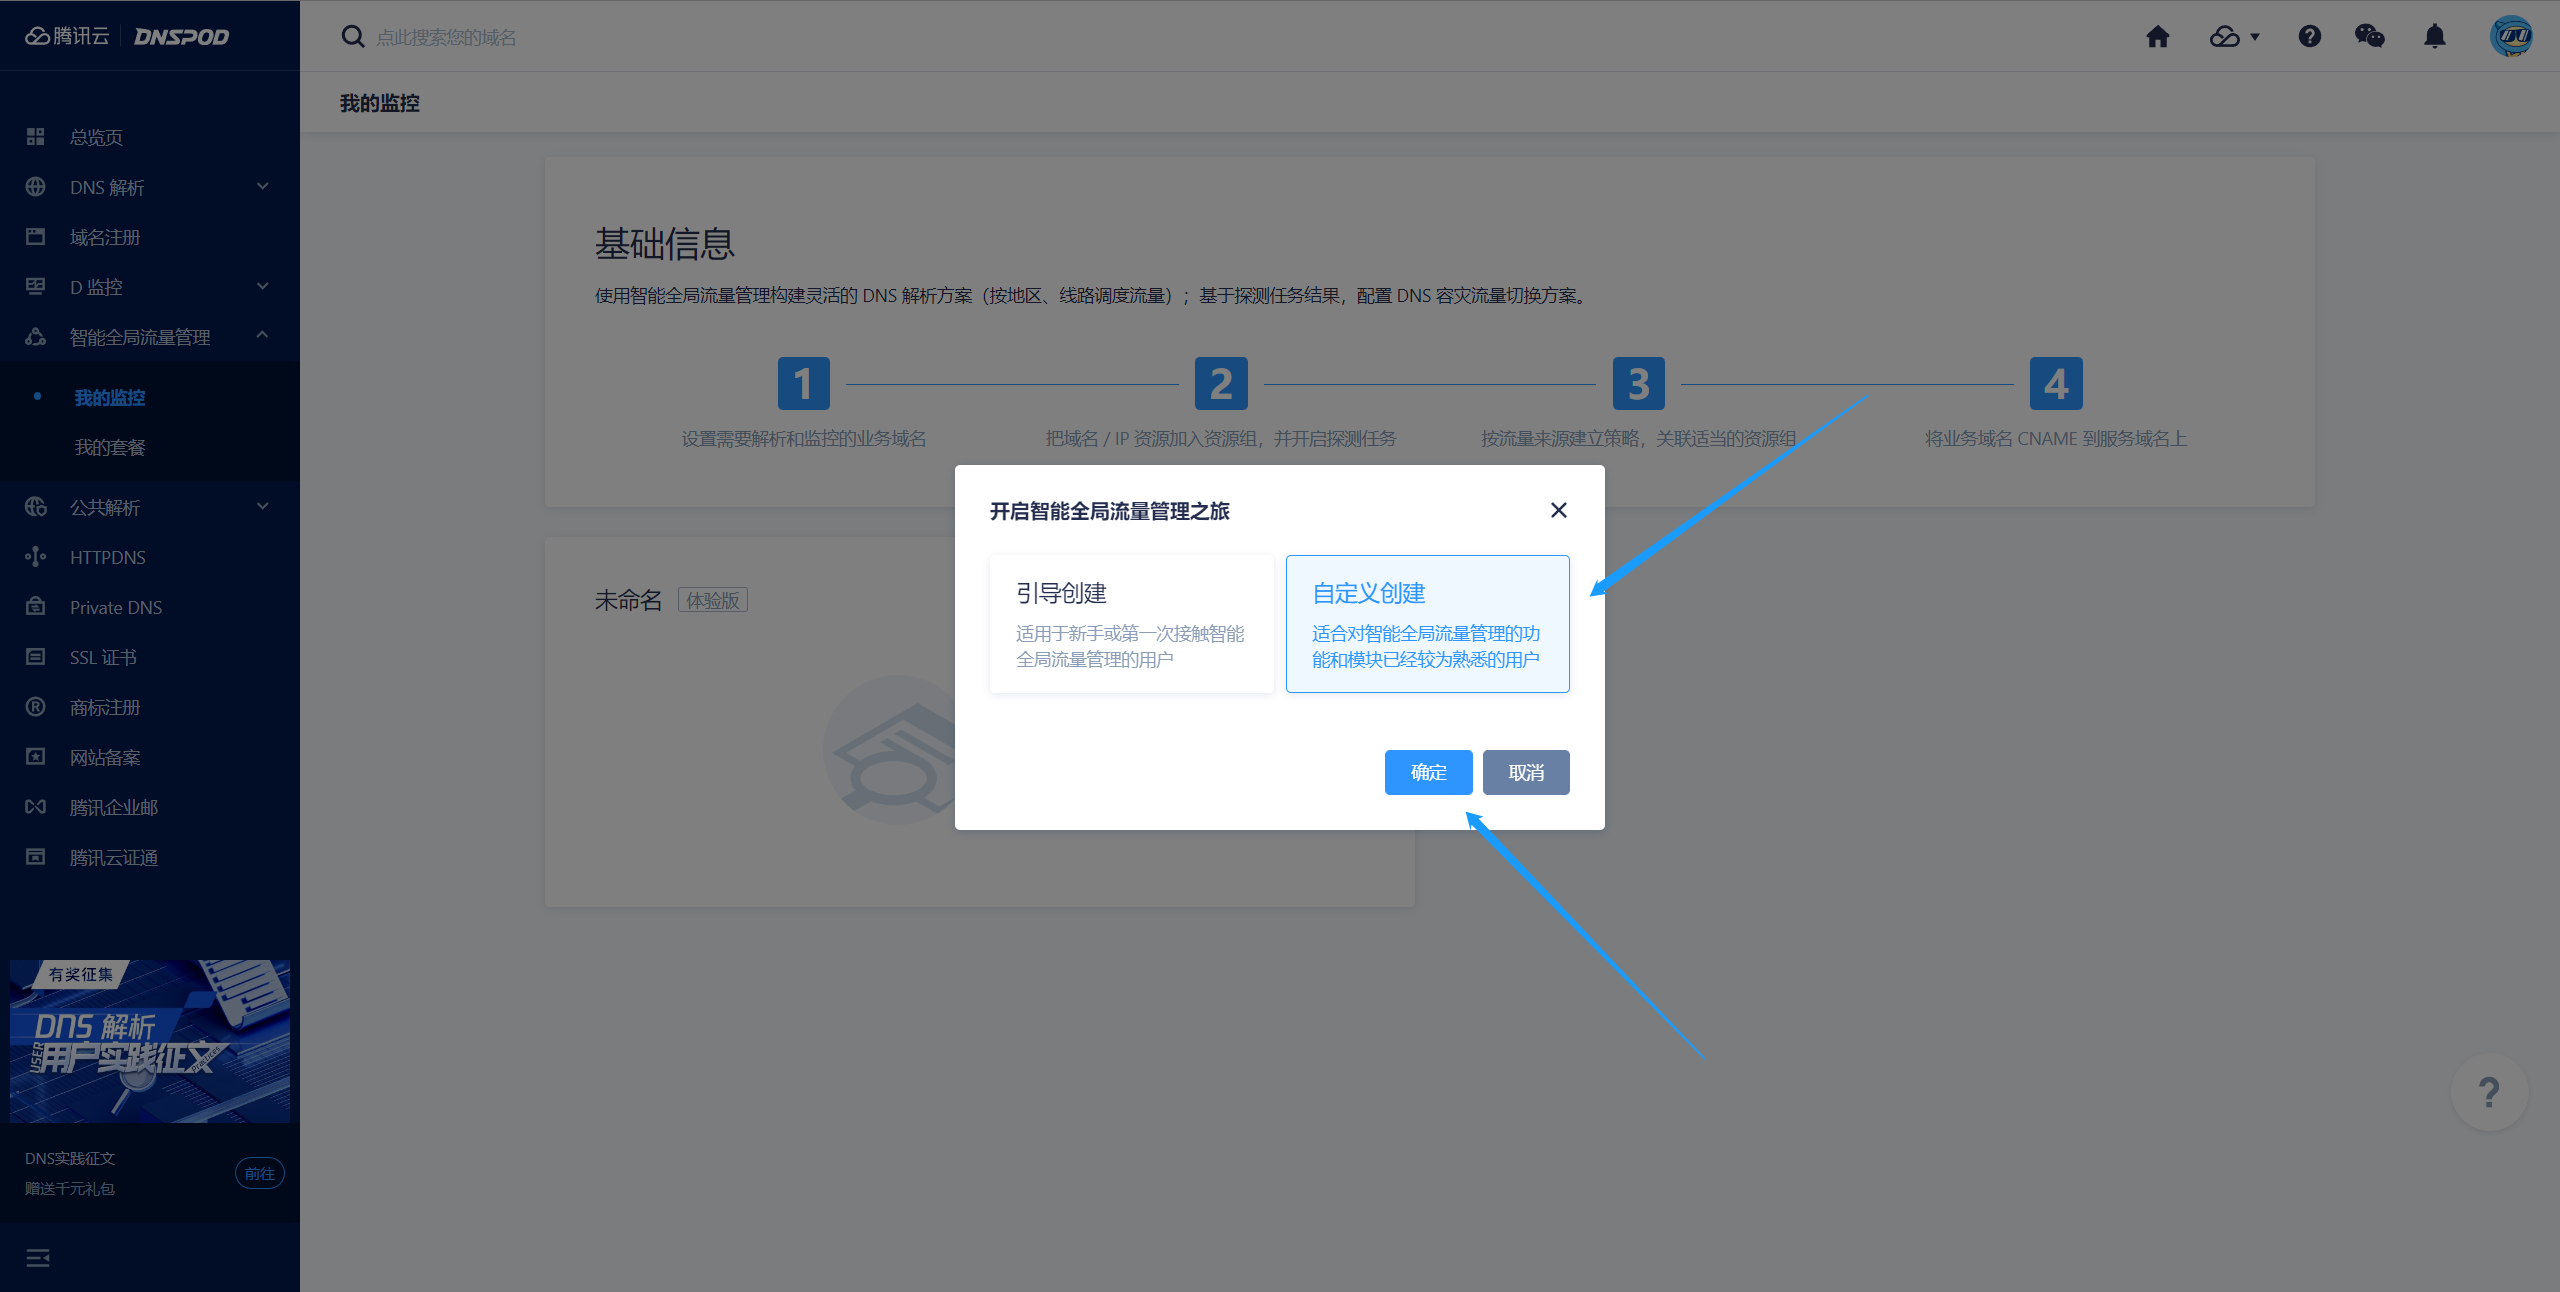 腾讯云 DNSPOD
点此搜索您的域名
我的监控
总览页
DNS 解析
域名注册
D 监控
智能全局流量管理
我的监控
我的套餐
公共解析
HTTPDNS
Private DNS
SSL 证书
商标注册
网站备案
腾讯企业邮
腾讯云证通
有奖征集
DNS 解析
USER
用户实践征文
PRACTICES
DNS实践征文
赠送千元礼包
前往
基础信息
使用智能全局流量管理构建灵活的 DNS 解析方案（按地区、线路调度流量）；基于探测任务结果，配置 DNS 容灾流量切换方案。
1
2
3
4
设置需要解析和监控的业务域名
把域名 / IP 资源加入资源组，并开启探测任务
按流量来源建立策略，关联适当的资源组
将业务域名 CNAME 到服务域名上
未命名 体验版
开启智能全局流量管理之旅
引导创建
适用于新手或第一次接触智能
全局流量管理的用户
自定义创建
适合对智能全局流量管理的功
能和模块已经较为熟悉的用户
确定
取消
?